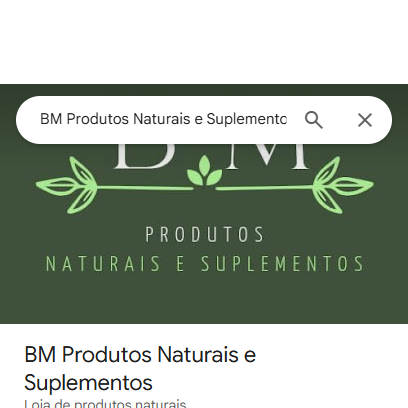 BM Produtos Naturais e Suplemento
B M
PRODUTOS
NATURAIS E SUPLEMENTOS
BM Produtos Naturais e
Suplementos
Loja de produtos naturais